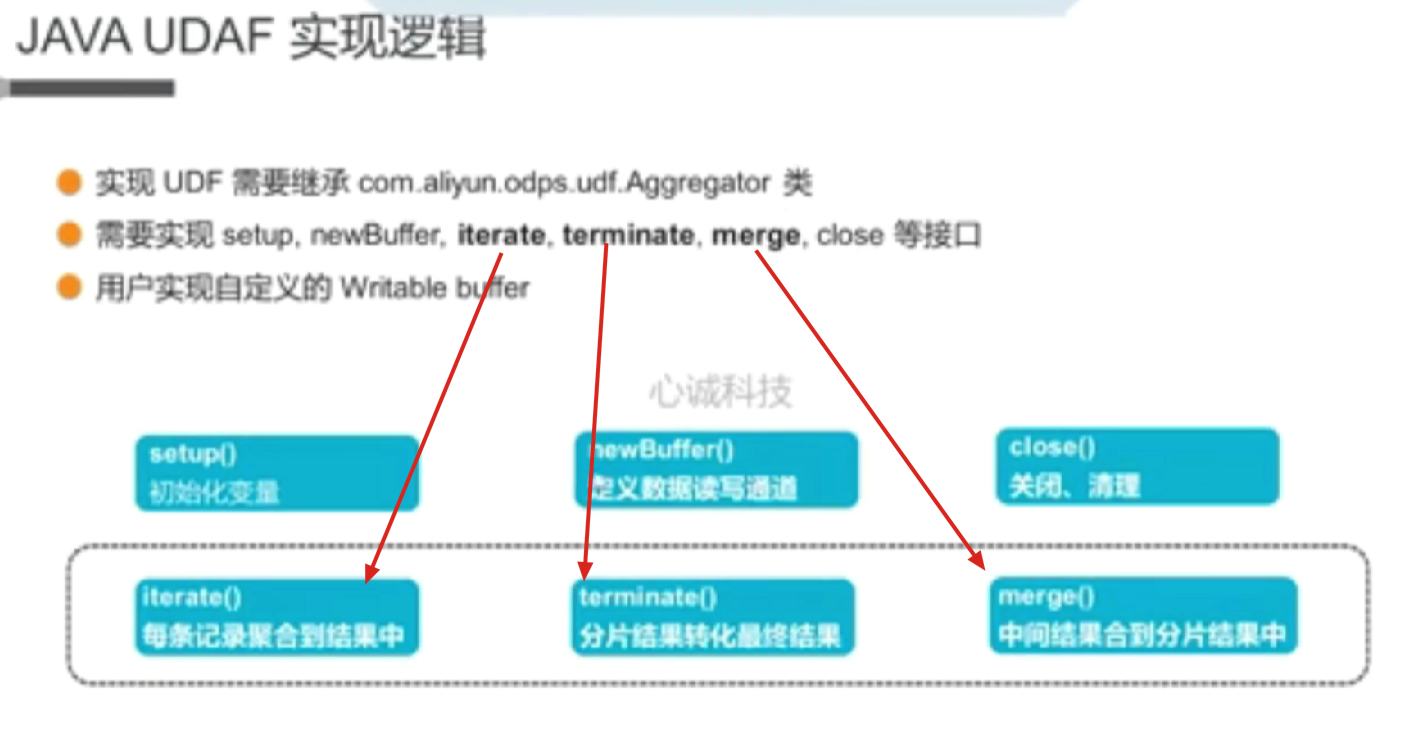 JAVA UDAF 实现逻辑
实现 UDF 需要继承 com.aliyun.odps.udf.Aggregator 类
需要实现 setup, newBuffer, iterate, terminate, merge, close 等接口
用户实现自定义的 Writable buffer
心诚科技
setup()
初始化变量
newBuffer()
定义数据读写通道
close()
关闭、清理
iterate()
每条记录聚合到结果中
terminate()
分片结果转化最终结果
merge()
中间结果合到分片结果中